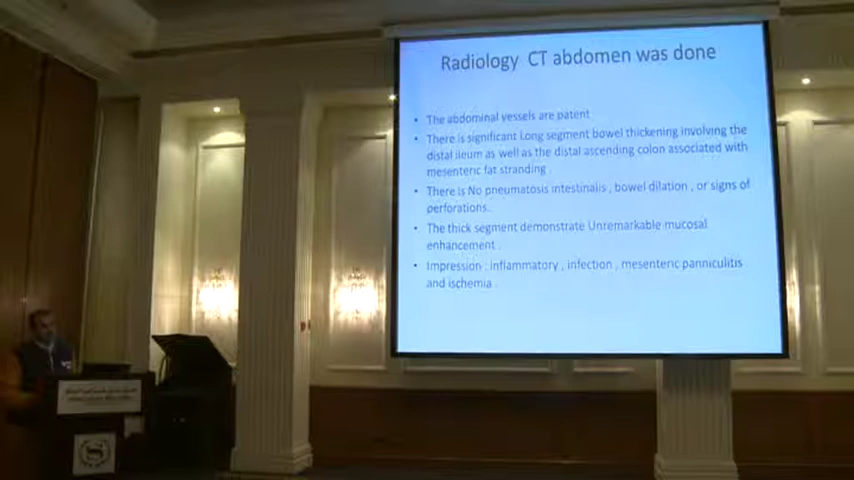 Radiology CT abdomen was done
• The abdominal vessels are patent
• There is significant Long segment bowel thickening involving the
distal ileum as well as the distal ascending colon associated with
mesenteric fat stranding .
• There is No pneumatosis intestinalis , bowel dilation , or signs of
perforations .
• The thick segment demonstrate Unremarkable mucosal
enhancement .
• Impression : inflammatory , infection , mesenteric panniculitis
and ischemia .